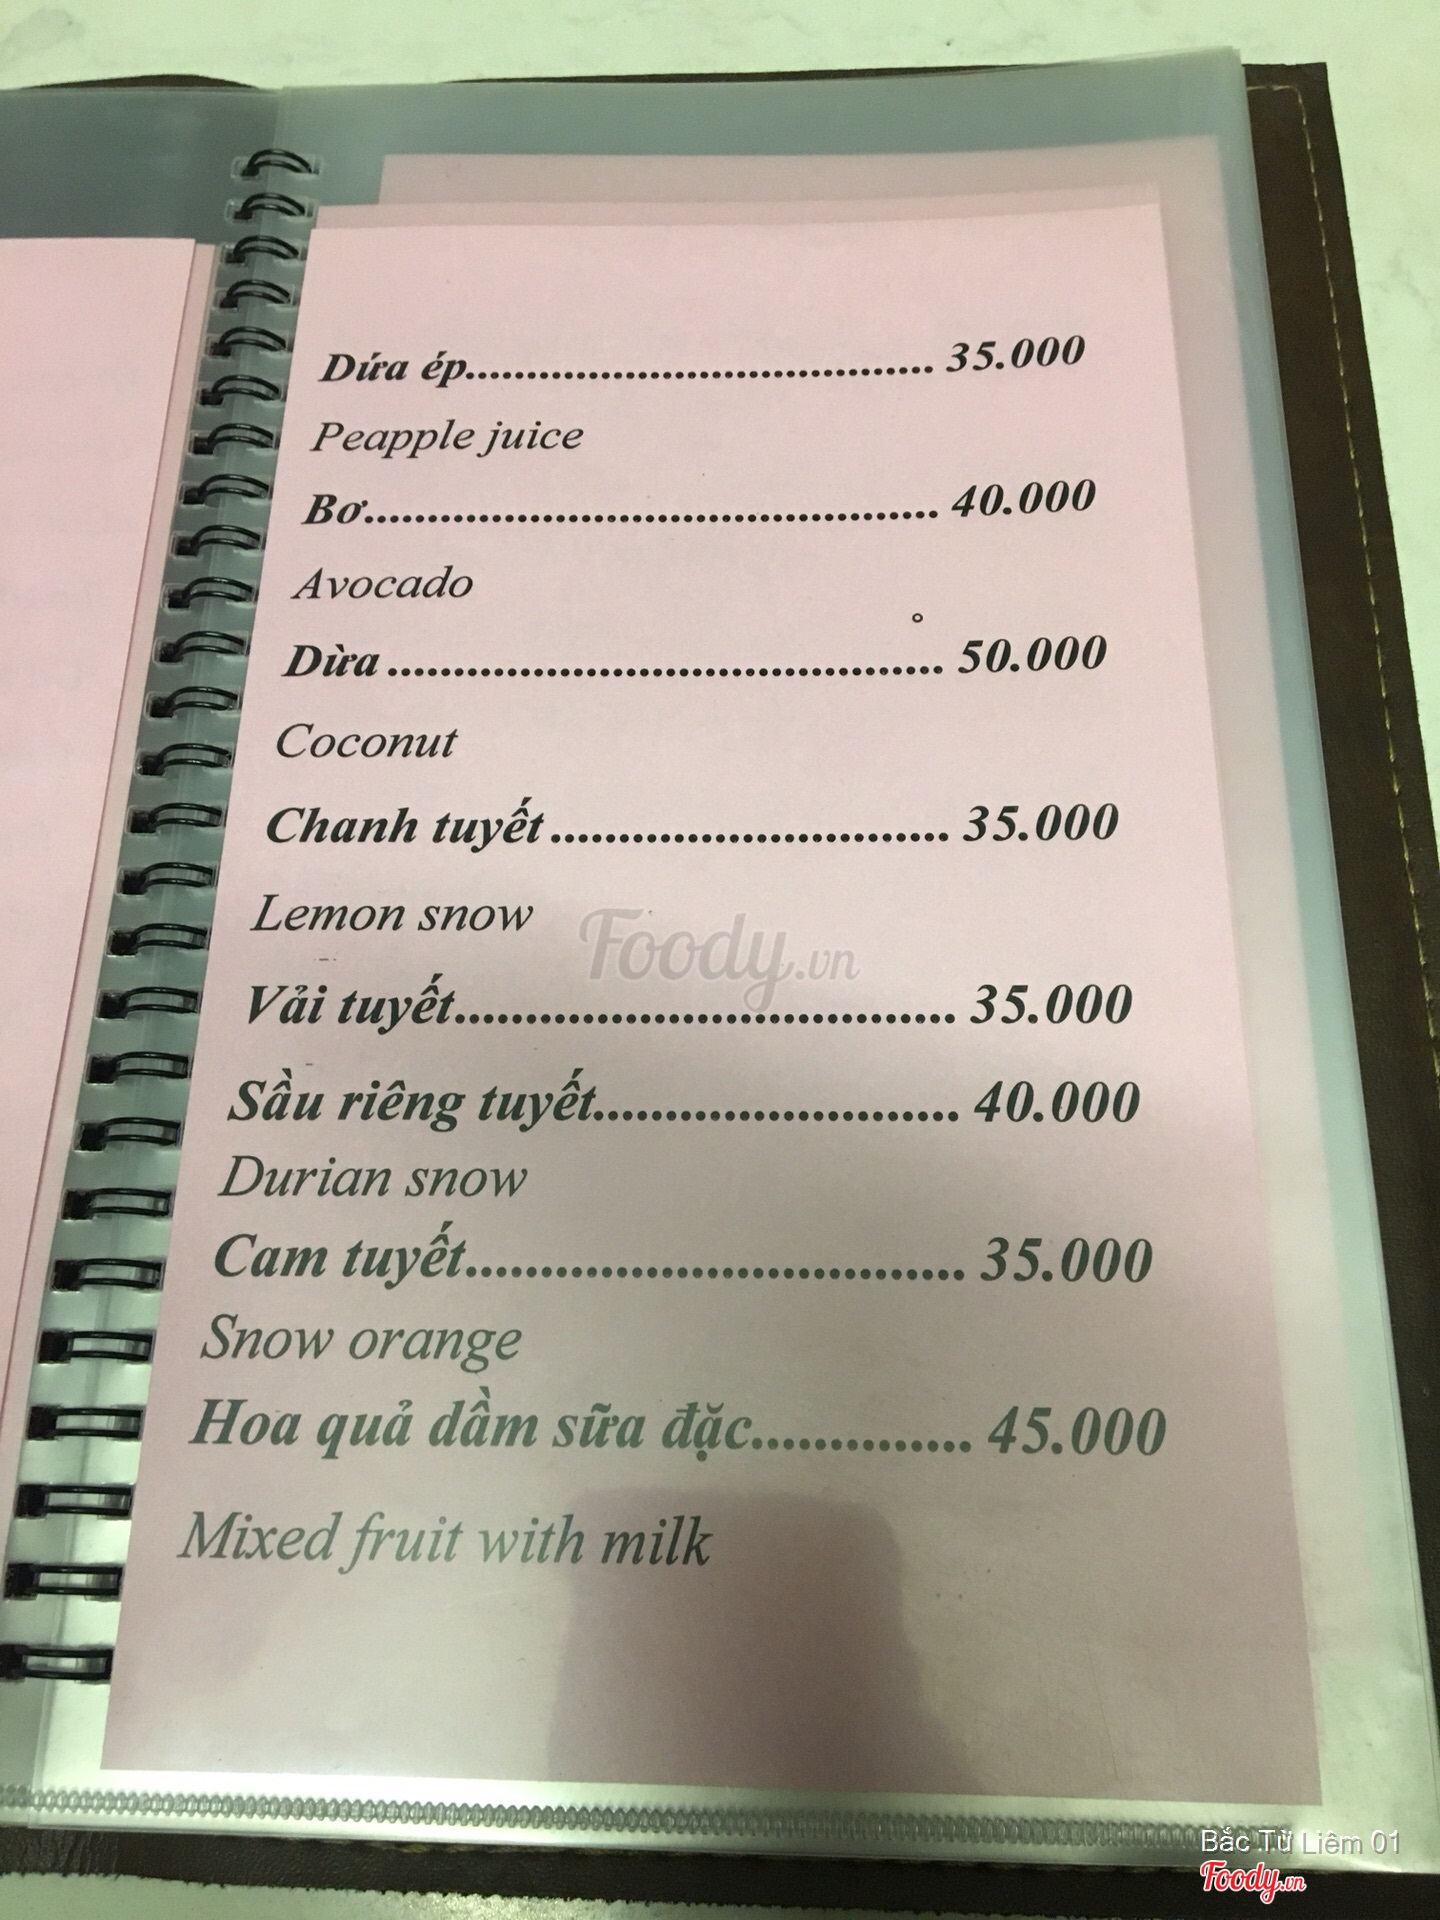 Dứa ép....................................... 35.000
Peapple juice
Bơ............................................... 40.000
Avocado
Dừa .......................................... 50.000
Coconut
Chanh tuyết .............................. 35.000
Lemon snow
Foody.vn
Vải tuyết.................................... 35.000
Sầu riêng tuyết.......................... 40.000
Durian snow
Cam tuyết.................................. 35.000
Snow orange
Hoa quả dầm sữa đặc............... 45.000
Mixed fruit with milk
Bắc Từ Liêm 01
Foody.vn